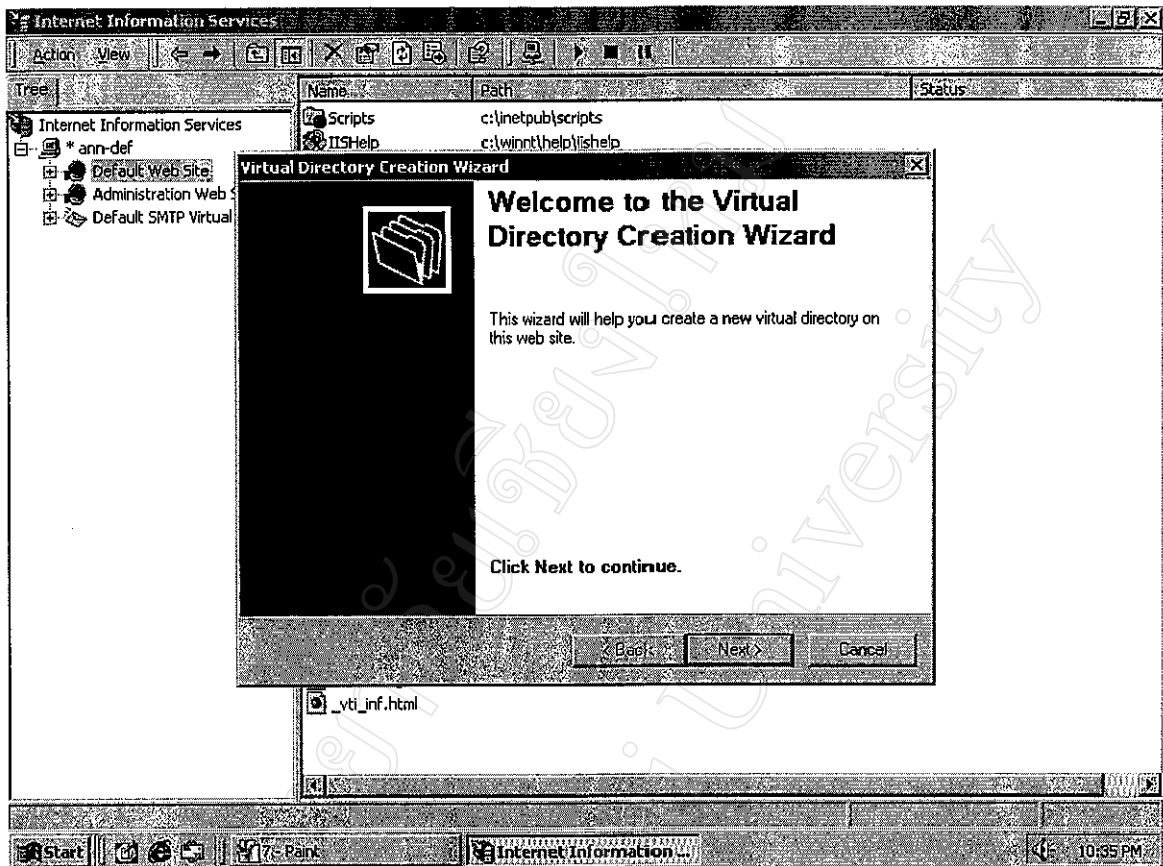 Internet Information Services
Action View
Tree
Name Path Status
Internet Information Services
* ann-def
Default Web Site
Administration Web S
Default SMTP Virtual
Scripts c:\inetpub\scripts
IISHelp c:\winnt\help\iishelp
Virtual Directory Creation Wizard
Welcome to the Virtual
Directory Creation Wizard
This wizard will help you create a new virtual directory on
this web site.
Click Next to continue.
< Back Next > Cancel
_vti_inf.html
Start 7 - Paint Internet Information ... 10:35 PM
University